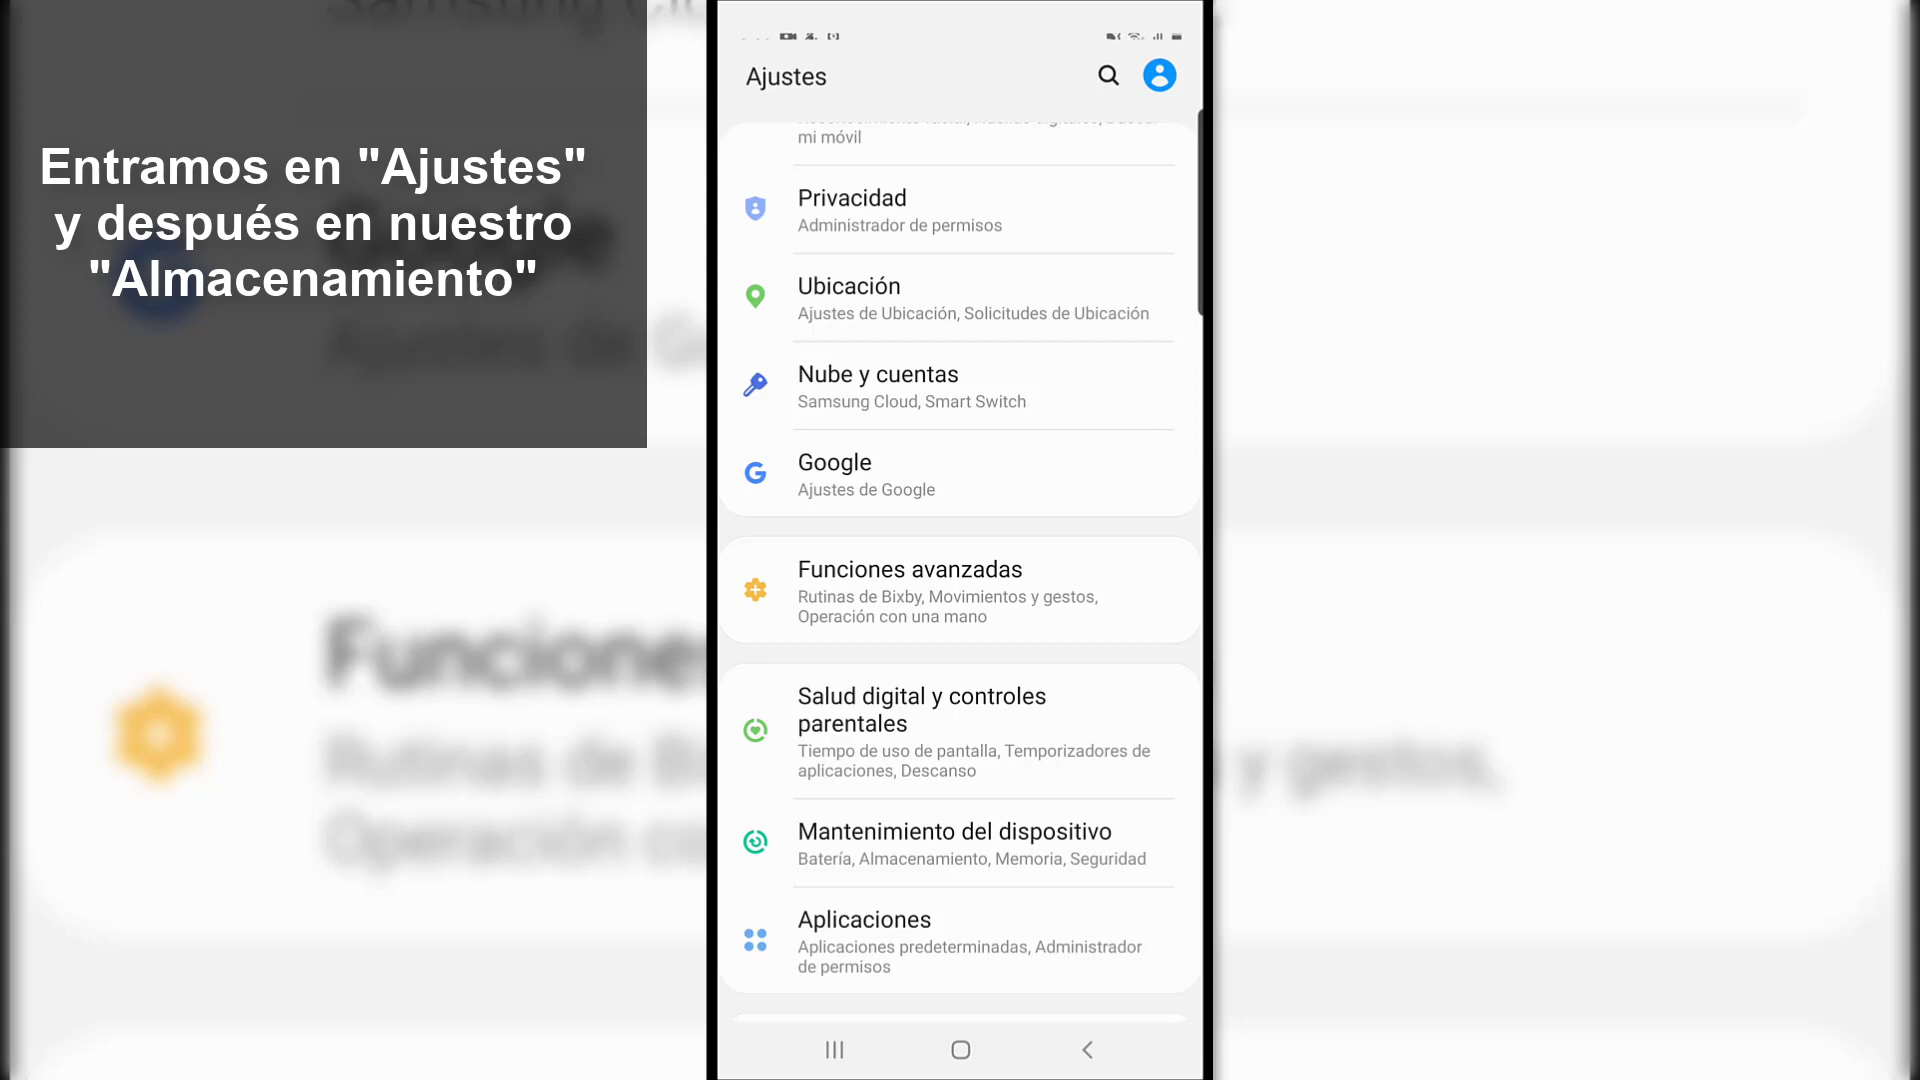 Entramos en "Ajustes"
y después en nuestro
"Almacenamiento"
Ajustes
mi móvil
Privacidad
Administrador de permisos
Ubicación
Ajustes de Ubicación, Solicitudes de Ubicación
Nube y cuentas
Samsung Cloud, Smart Switch
Google
Ajustes de Google
Funciones avanzadas
Rutinas de Bixby, Movimientos y gestos,
Operación con una mano
Salud digital y controles
parentales
Tiempo de uso de pantalla, Temporizadores de
aplicaciones, Descanso
Mantenimiento del dispositivo
Batería, Almacenamiento, Memoria, Seguridad
Aplicaciones
Aplicaciones predeterminadas, Administrador
de permisos